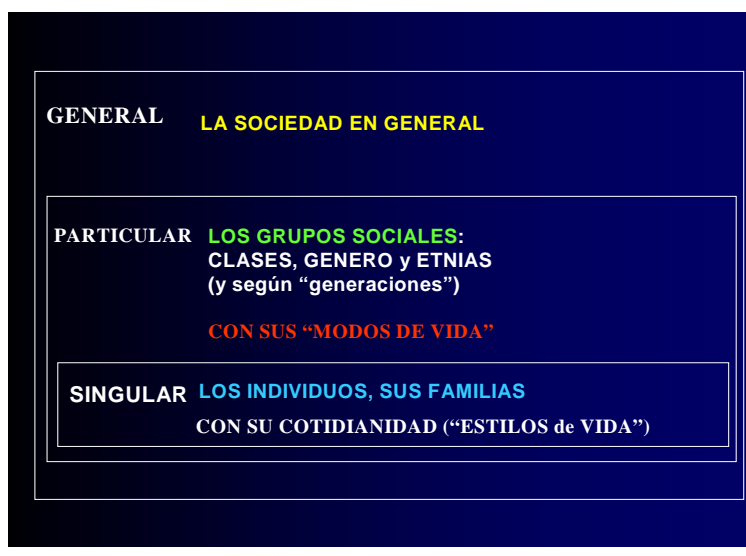 GENERAL LA SOCIEDAD EN GENERAL
PARTICULAR LOS GRUPOS SOCIALES:
CLASES, GENERO y ETNIAS
(y según “generaciones”)
CON SUS “MODOS DE VIDA”
SINGULAR LOS INDIVIDUOS, SUS FAMILIAS
CON SU COTIDIANIDAD (“ESTILOS de VIDA”)